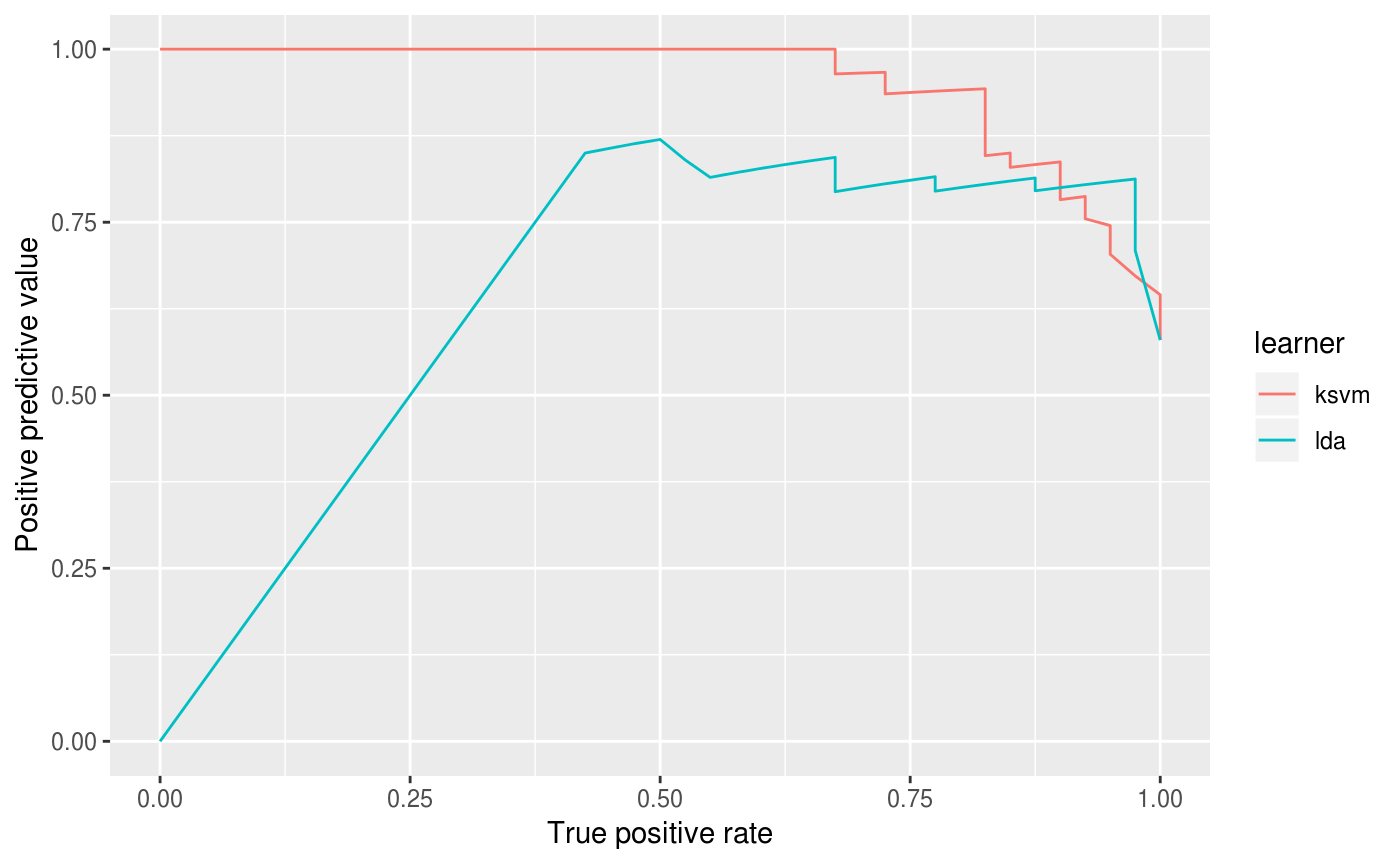 Positive predictive value
1.00
0.75
0.50
0.25
0.00
0.00 0.25 0.50 0.75 1.00
True positive rate
learner
ksvm
lda